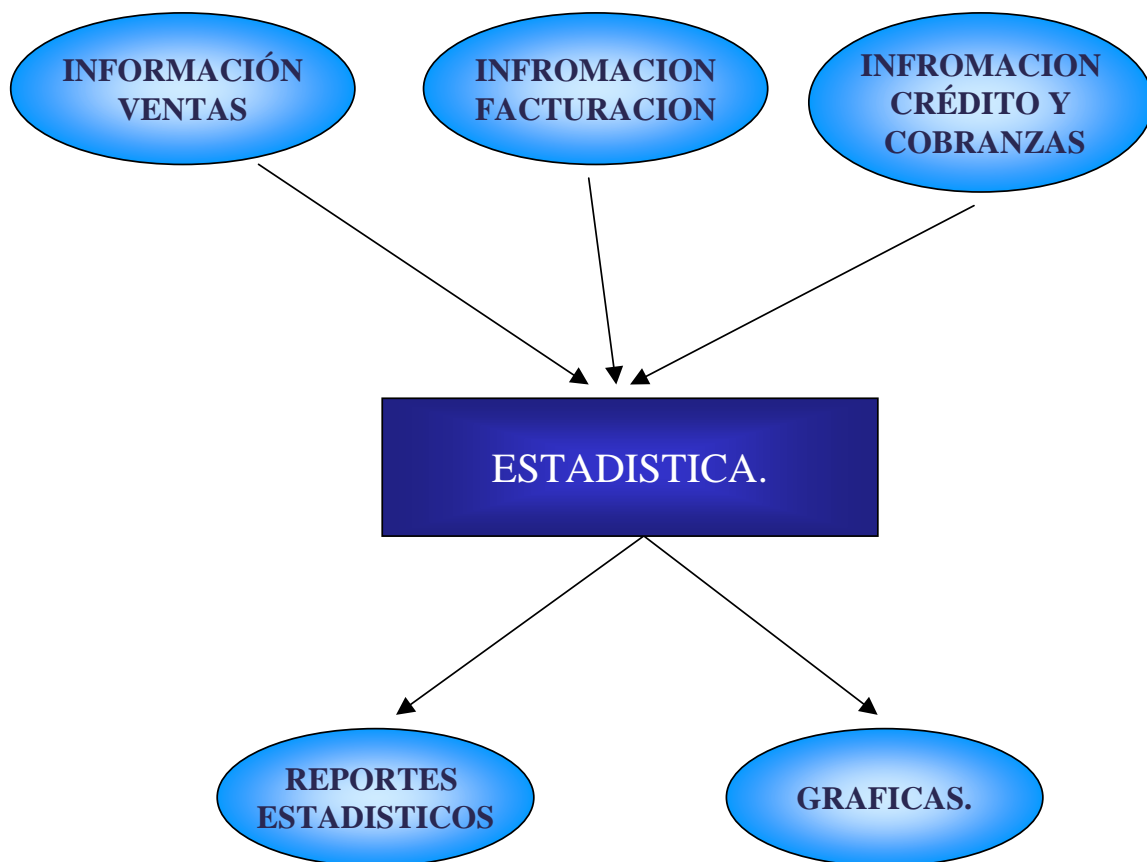 INFORMACIÓN
VENTAS
INFROMACION
FACTURACION
INFROMACION
CRÉDITO Y
COBRANZAS
ESTADISTICA.
REPORTES
ESTADISTICOS
GRAFICAS.